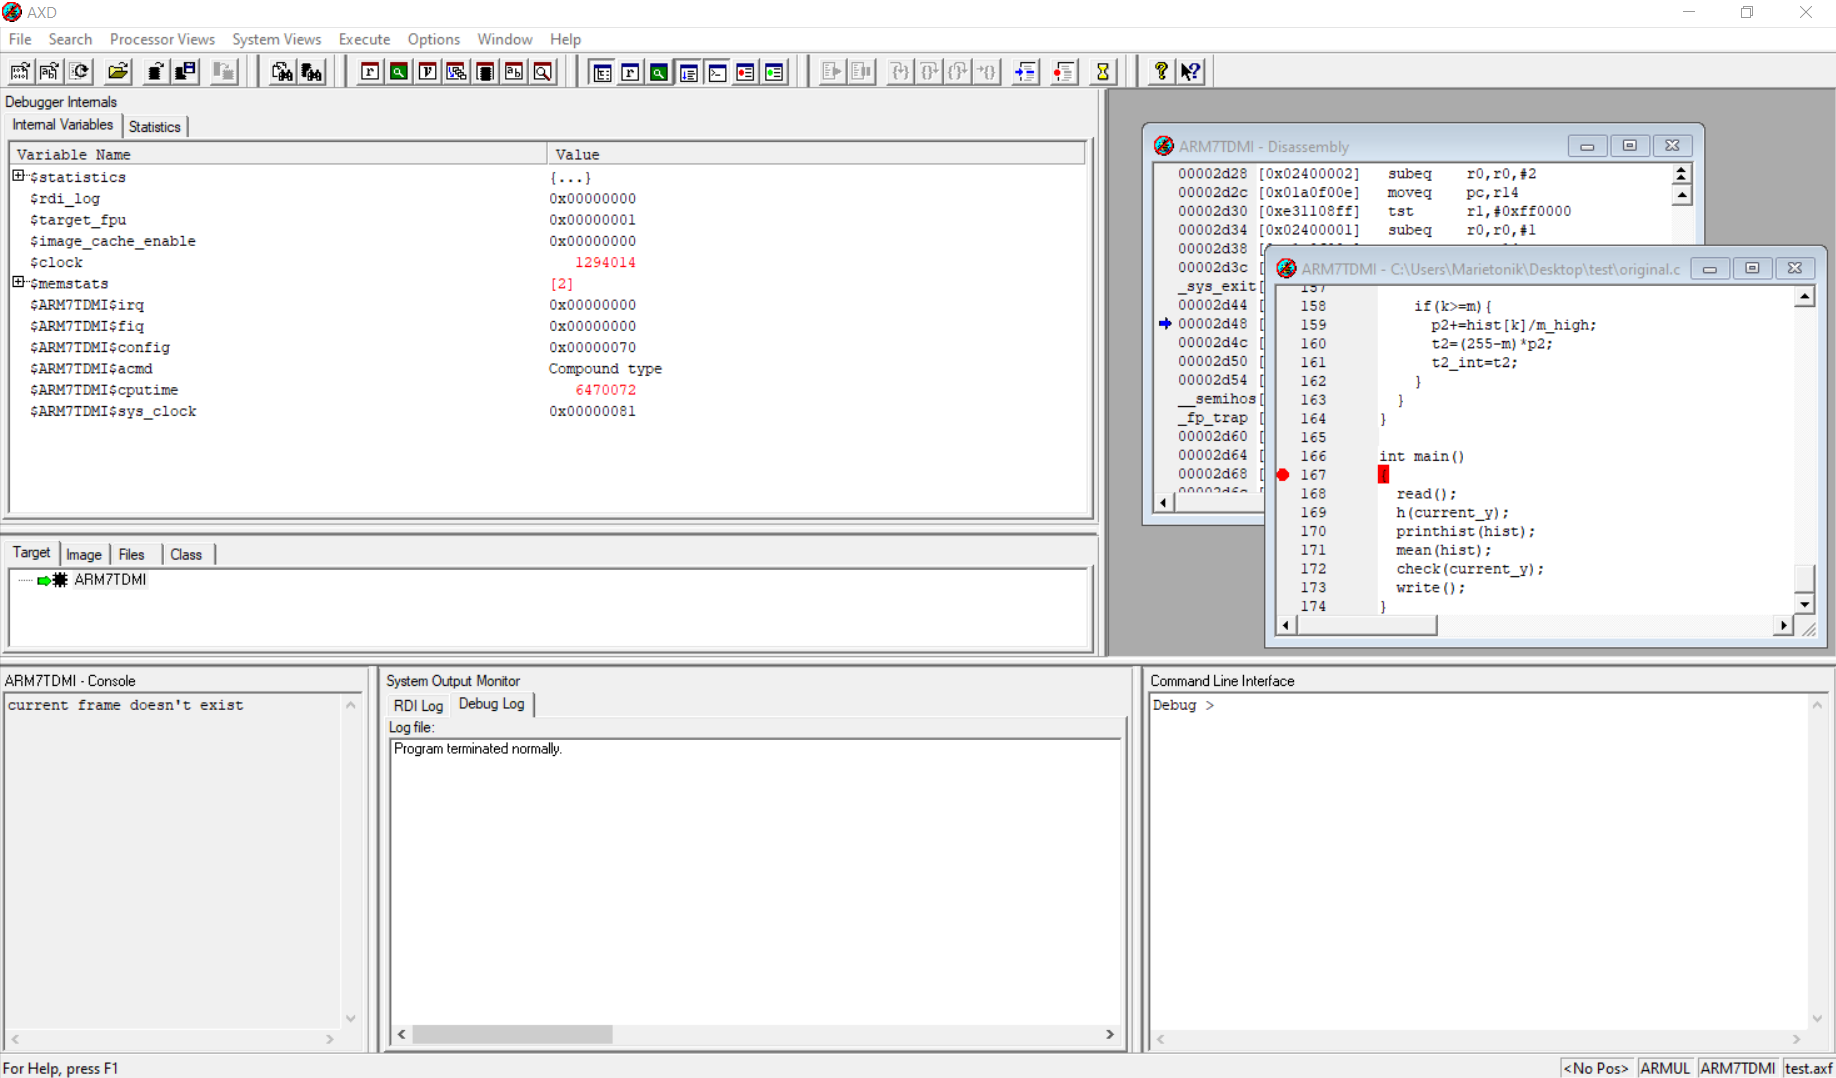 AXD
File Search Processor Views System Views Execute Options Window Help
Debugger Internals
Internal Variables Statistics
Variable Name Value
$statistics {...}
$rdi_log 0x00000000
$target_fpu 0x00000001
$image_cache_enable 0x00000000
$clock 1294014
$memstats [2]
$ARM7TDMI$irq 0x00000000
$ARM7TDMI$fiq 0x00000000
$ARM7TDMI$config 0x00000070
$ARM7TDMI$acmd Compound type
$ARM7TDMI$cputime 6470072
$ARM7TDMI$sys_clock 0x00000081
Target Image Files Class
ARM7TDMI
ARM7TDMI - Disassembly
00002d28 [0x02400002] subeq r0,r0,#2
00002d2c [0x01a0f00e] moveq pc,r14
00002d30 [0xe31108ff] tst r1,#0xff0000
00002d34 [0x02400001] subeq r0,r0,#1
00002d38
00002d3c [
_sys_exit[
00002d44 [
00002d48 [
00002d4c [
00002d50 [
00002d54 [
__semihos[
_fp_trap [
00002d60 [
00002d64 [
00002d68 [
00002d6c [
ARM7TDMI - C:\Users\Marietonik\Desktop\test\original.c
157
158 if(k>=m){
159 p2+=hist[k]/m_high;
160 t2=(255-m)*p2;
161 t2_int=t2;
162 }
163 }
164 }
165
166 int main()
167 {
168 read();
169 h(current_y);
170 printhist(hist);
171 mean(hist);
172 check(current_y);
173 write();
174 }
ARM7TDMI - Console
current frame doesn't exist
System Output Monitor
RDI Log Debug Log
Log file:
Program terminated normally.
Command Line Interface
Debug >
For Help, press F1
<No Pos> ARMUL ARM7TDMI test.axf